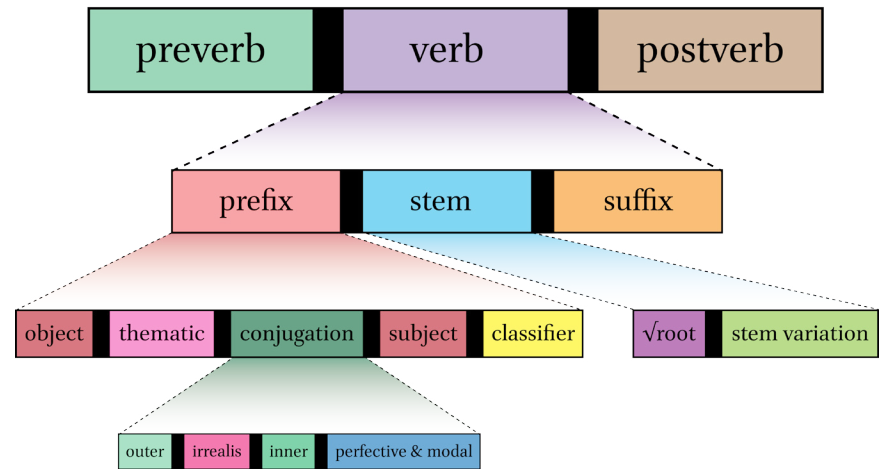 preverb verb postverb
prefix stem suffix
object thematic conjugation subject classifier √root stem variation
outer irrealis inner perfective & modal